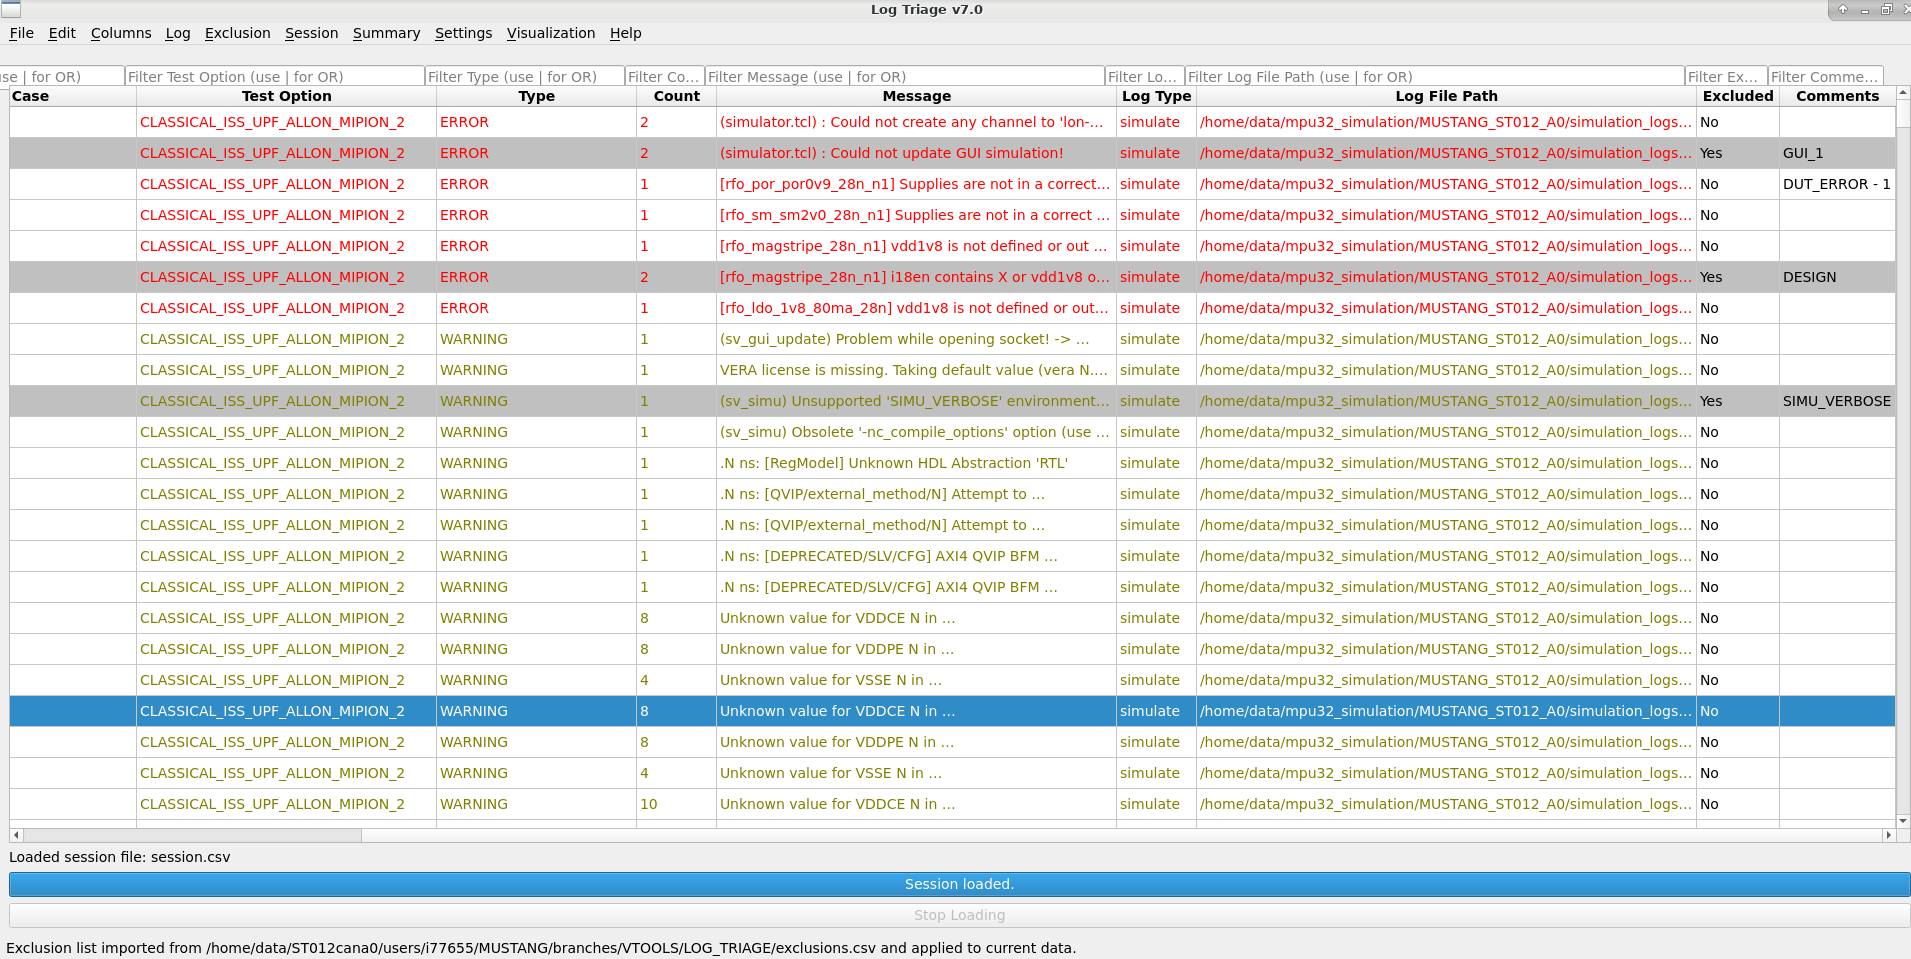 Log Triage v7.0
File Edit Columns Log Exclusion Session Summary Settings Visualization Help
use | for OR) Filter Test Option (use | for OR) Filter Type (use | for OR) Filter Co... Filter Message (use | for OR) Filter Lo... Filter Log File Path (use | for OR) Filter Ex... Filter Comme...
Case Test Option Type Count Message Log Type Log File Path Excluded Comments
CLASSICAL_ISS_UPF_ALLON_MIPION_2 ERROR 2 (simulator.tcl) : Could not create any channel to 'lon-... simulate /home/data/mpu32_simulation/MUSTANG_ST012_A0/simulation_logs... No
CLASSICAL_ISS_UPF_ALLON_MIPION_2 ERROR 2 (simulator.tcl) : Could not update GUI simulation! simulate /home/data/mpu32_simulation/MUSTANG_ST012_A0/simulation_logs... Yes GUI_1
CLASSICAL_ISS_UPF_ALLON_MIPION_2 ERROR 1 [rfo_por_por0v9_28n_n1] Supplies are not in a correct... simulate /home/data/mpu32_simulation/MUSTANG_ST012_A0/simulation_logs... No DUT_ERROR - 1
CLASSICAL_ISS_UPF_ALLON_MIPION_2 ERROR 1 [rfo_sm_sm2v0_28n_n1] Supplies are not in a correct ... simulate /home/data/mpu32_simulation/MUSTANG_ST012_A0/simulation_logs... No
CLASSICAL_ISS_UPF_ALLON_MIPION_2 ERROR 1 [rfo_magstripe_28n_n1] vdd1v8 is not defined or out ... simulate /home/data/mpu32_simulation/MUSTANG_ST012_A0/simulation_logs... No
CLASSICAL_ISS_UPF_ALLON_MIPION_2 ERROR 2 [rfo_magstripe_28n_n1] i18en contains X or vdd1v8 o... simulate /home/data/mpu32_simulation/MUSTANG_ST012_A0/simulation_logs... Yes DESIGN
CLASSICAL_ISS_UPF_ALLON_MIPION_2 ERROR 1 [rfo_ldo_1v8_80ma_28n] vdd1v8 is not defined or out... simulate /home/data/mpu32_simulation/MUSTANG_ST012_A0/simulation_logs... No
CLASSICAL_ISS_UPF_ALLON_MIPION_2 WARNING 1 (sv_gui_update) Problem while opening socket! -> ... simulate /home/data/mpu32_simulation/MUSTANG_ST012_A0/simulation_logs... No
CLASSICAL_ISS_UPF_ALLON_MIPION_2 WARNING 1 VERA license is missing. Taking default value (vera N.... simulate /home/data/mpu32_simulation/MUSTANG_ST012_A0/simulation_logs... No
CLASSICAL_ISS_UPF_ALLON_MIPION_2 WARNING 1 (sv_simu) Unsupported 'SIMU_VERBOSE' environment... simulate /home/data/mpu32_simulation/MUSTANG_ST012_A0/simulation_logs... Yes SIMU_VERBOSE
CLASSICAL_ISS_UPF_ALLON_MIPION_2 WARNING 1 (sv_simu) Obsolete '-nc_compile_options' option (use ... simulate /home/data/mpu32_simulation/MUSTANG_ST012_A0/simulation_logs... No
CLASSICAL_ISS_UPF_ALLON_MIPION_2 WARNING 1 .N ns: [RegModel] Unknown HDL Abstraction 'RTL' simulate /home/data/mpu32_simulation/MUSTANG_ST012_A0/simulation_logs... No
CLASSICAL_ISS_UPF_ALLON_MIPION_2 WARNING 1 .N ns: [QVIP/external_method/N] Attempt to ... simulate /home/data/mpu32_simulation/MUSTANG_ST012_A0/simulation_logs... No
CLASSICAL_ISS_UPF_ALLON_MIPION_2 WARNING 1 .N ns: [QVIP/external_method/N] Attempt to ... simulate /home/data/mpu32_simulation/MUSTANG_ST012_A0/simulation_logs... No
CLASSICAL_ISS_UPF_ALLON_MIPION_2 WARNING 1 .N ns: [DEPRECATED/SLV/CFG] AXI4 QVIP BFM ... simulate /home/data/mpu32_simulation/MUSTANG_ST012_A0/simulation_logs... No
CLASSICAL_ISS_UPF_ALLON_MIPION_2 WARNING 1 .N ns: [DEPRECATED/SLV/CFG] AXI4 QVIP BFM ... simulate /home/data/mpu32_simulation/MUSTANG_ST012_A0/simulation_logs... No
CLASSICAL_ISS_UPF_ALLON_MIPION_2 WARNING 8 Unknown value for VDDCE N in ... simulate /home/data/mpu32_simulation/MUSTANG_ST012_A0/simulation_logs... No
CLASSICAL_ISS_UPF_ALLON_MIPION_2 WARNING 8 Unknown value for VDDPE N in ... simulate /home/data/mpu32_simulation/MUSTANG_ST012_A0/simulation_logs... No
CLASSICAL_ISS_UPF_ALLON_MIPION_2 WARNING 4 Unknown value for VSSE N in ... simulate /home/data/mpu32_simulation/MUSTANG_ST012_A0/simulation_logs... No
CLASSICAL_ISS_UPF_ALLON_MIPION_2 WARNING 8 Unknown value for VDDCE N in ... simulate /home/data/mpu32_simulation/MUSTANG_ST012_A0/simulation_logs... No
CLASSICAL_ISS_UPF_ALLON_MIPION_2 WARNING 8 Unknown value for VDDPE N in ... simulate /home/data/mpu32_simulation/MUSTANG_ST012_A0/simulation_logs... No
CLASSICAL_ISS_UPF_ALLON_MIPION_2 WARNING 4 Unknown value for VSSE N in ... simulate /home/data/mpu32_simulation/MUSTANG_ST012_A0/simulation_logs... No
CLASSICAL_ISS_UPF_ALLON_MIPION_2 WARNING 10 Unknown value for VDDCE N in ... simulate /home/data/mpu32_simulation/MUSTANG_ST012_A0/simulation_logs... No
Loaded session file: session.csv
Session loaded.
Stop Loading
Exclusion list imported from /home/data/ST012cana0/users/i77655/MUSTANG/branches/VTOOLS/LOG_TRIAGE/exclusions.csv and applied to current data.